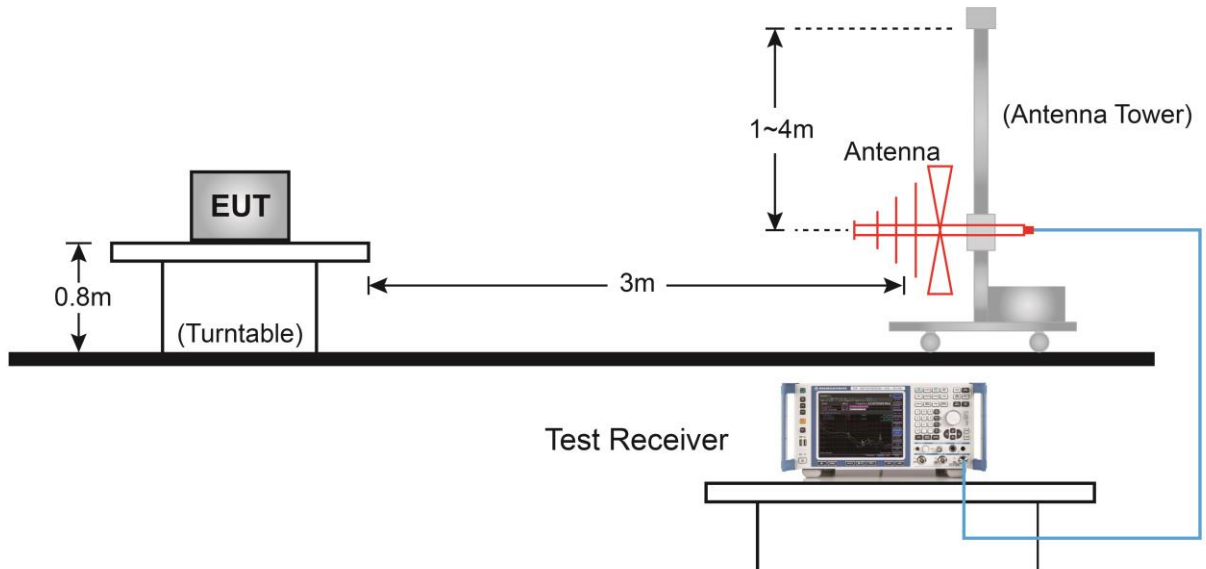 1~4m
(Antenna Tower)
Antenna
EUT
0.8m
3m
(Turntable)
Test Receiver